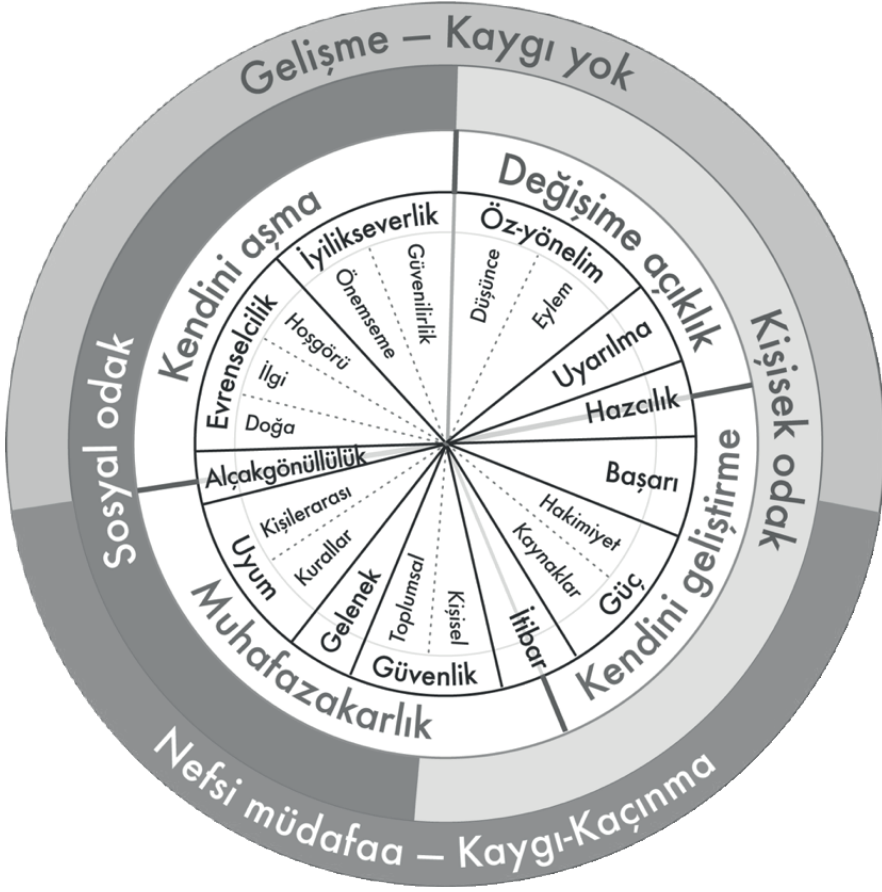 Gelişme – Kaygı yok
Kişisek odak
Nefsi müdafaa – Kaygı-Kaçınma
Sosyal odak
Değişime açıklık
Kendini geliştirme
Muhafazakarlık
Kendini aşma
Öz-yönelim
Düşünce
Eylem
Uyarılma
Hazcılık
Başarı
Güç
Hakimiyet
Kaynaklar
İtibar
Güvenlik
Kişisel
Toplumsal
Gelenek
Uyum
Kurallar
Kişilerarası
Alçakgönüllülük
Evrenselcilik
Doğa
İlgi
Hoşgörü
İyilikseverlik
Önemseme
Güvenilirlik